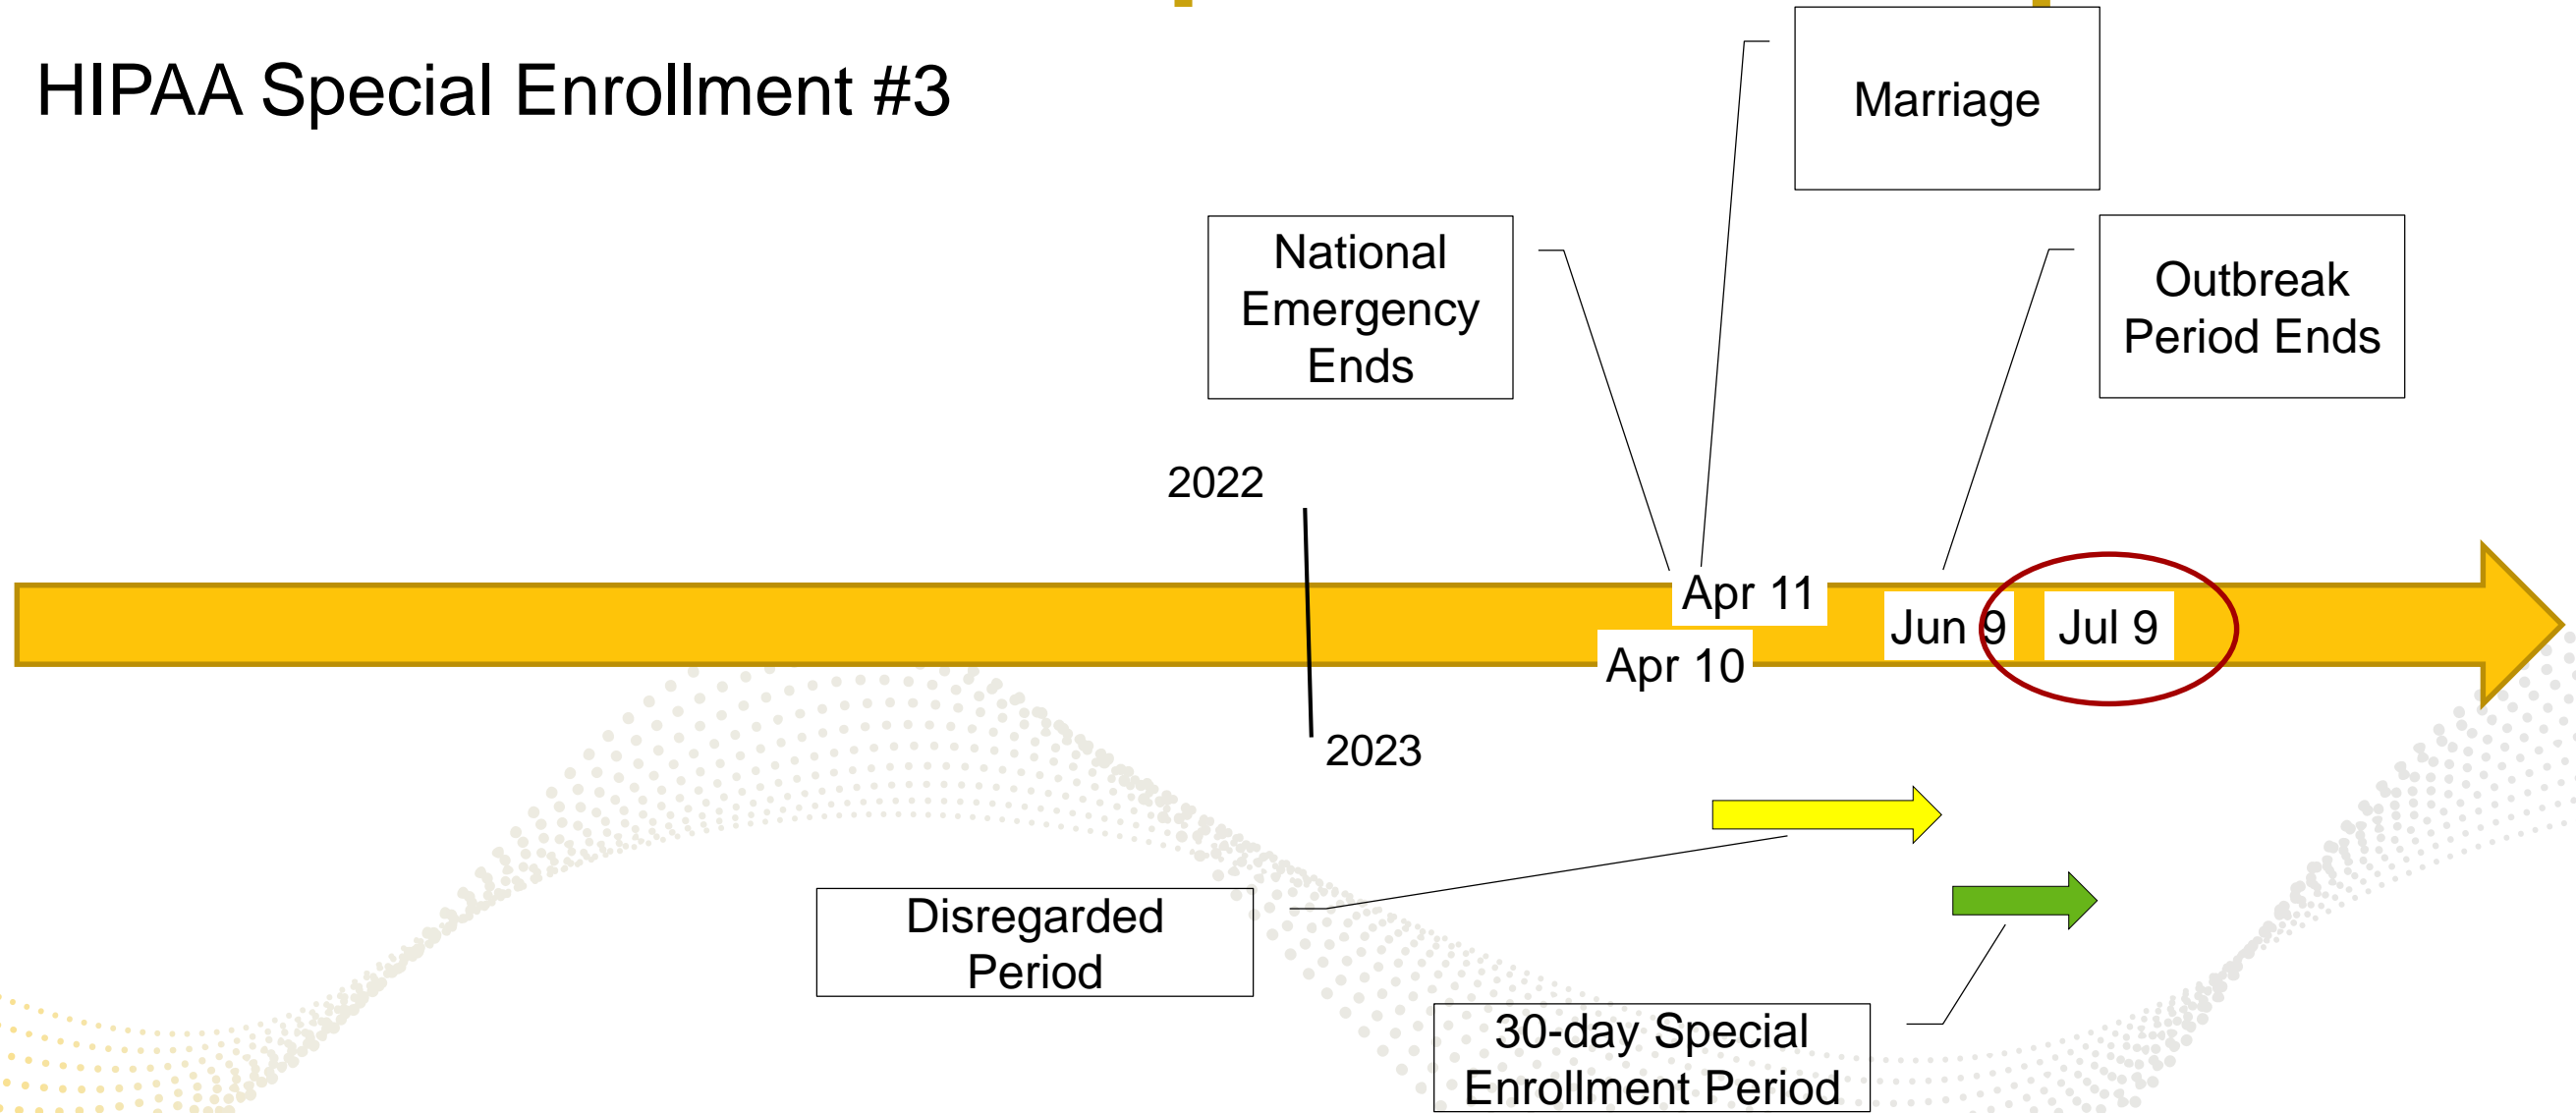 HIPAA Special Enrollment #3
Marriage
National
Emergency
Ends
Outbreak
Period Ends
2022
Apr 11
Apr 10
Jun 9
Jul 9
2023
Disregarded
Period
30-day Special
Enrollment Period